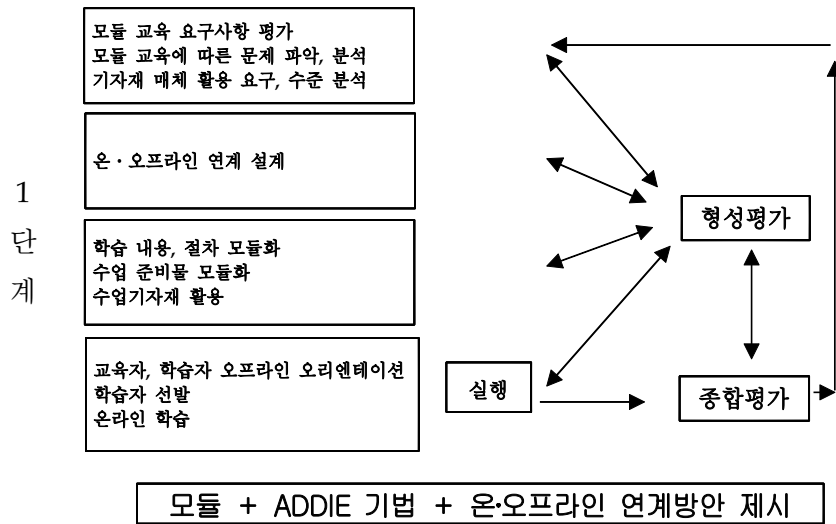 모듈 교육 요구사항 평가
모듈 교육에 따른 문제 파악, 분석
기자재 매체 활용 요구, 수준 분석
온·오프라인 연계 설계
1
단
계
학습 내용, 절차 모듈화
수업 준비물 모듈화
수업기자재 활용
형성평가
교육자, 학습자 오프라인 오리엔테이션
학습자 선발
온라인 학습
실행
종합평가
모듈 + ADDIE 기법 + 온·오프라인 연계방안 제시